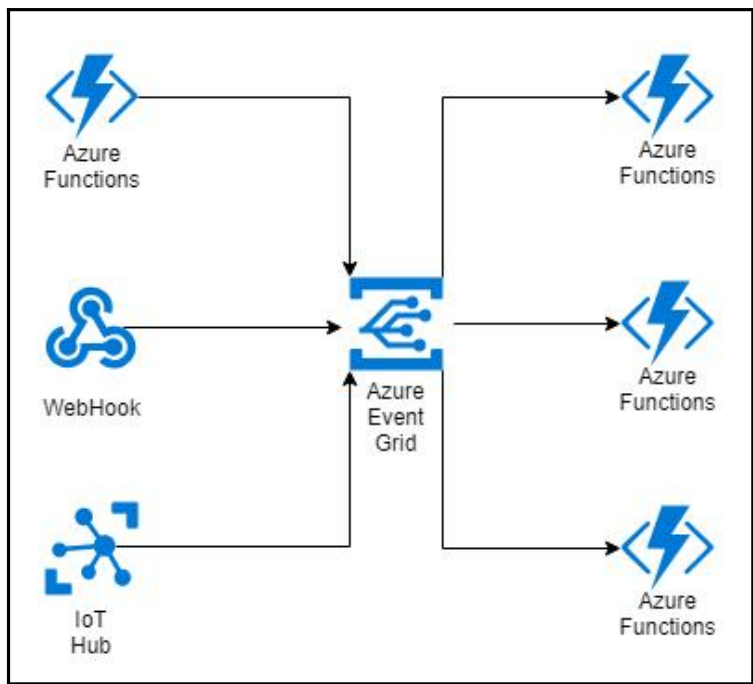 Azure
Functions
WebHook
IoT
Hub
Azure
Event
Grid
Azure
Functions
Azure
Functions
Azure
Functions